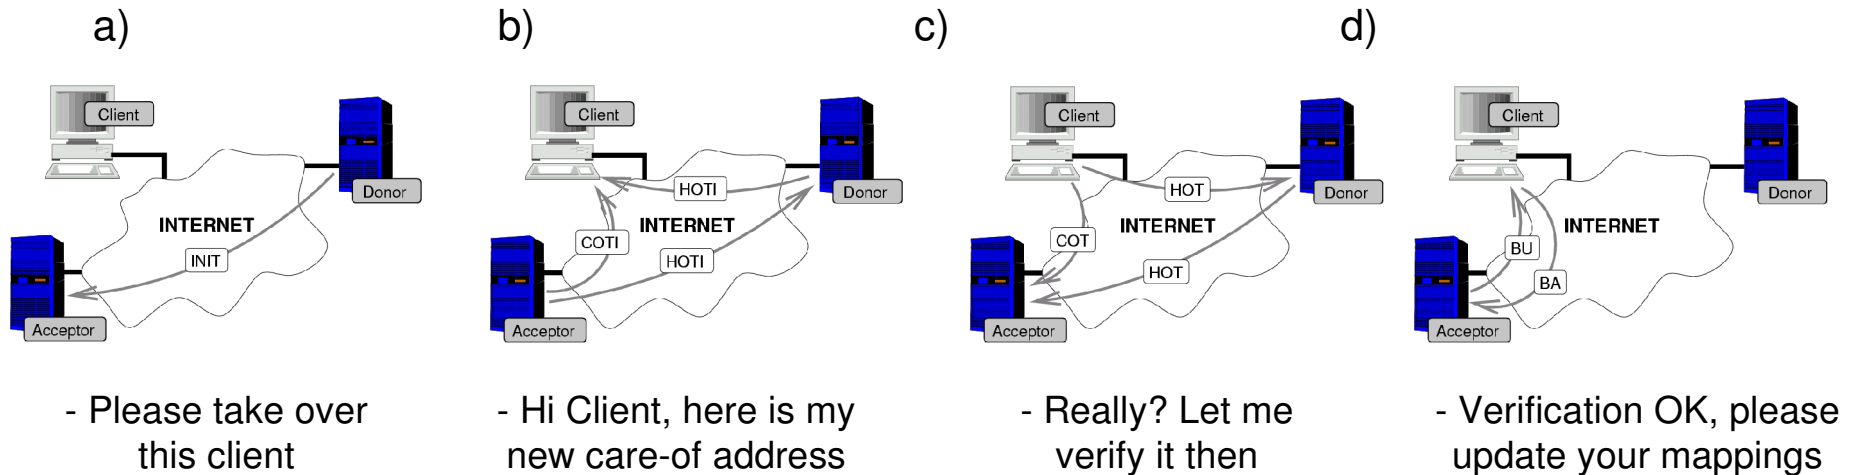 a)
Client
Donor
INTERNET
INIT
Acceptor
- Please take over
this client
b)
Client
HOTI
Donor
INTERNET
COTI
HOTI
Acceptor
- Hi Client, here is my
new care-of address
c)
Client
HOT
Donor
INTERNET
COT
HOT
Acceptor
- Really? Let me
verify it then
d)
Client
Donor
INTERNET
BU
BA
Acceptor
- Verification OK, please
update your mappings